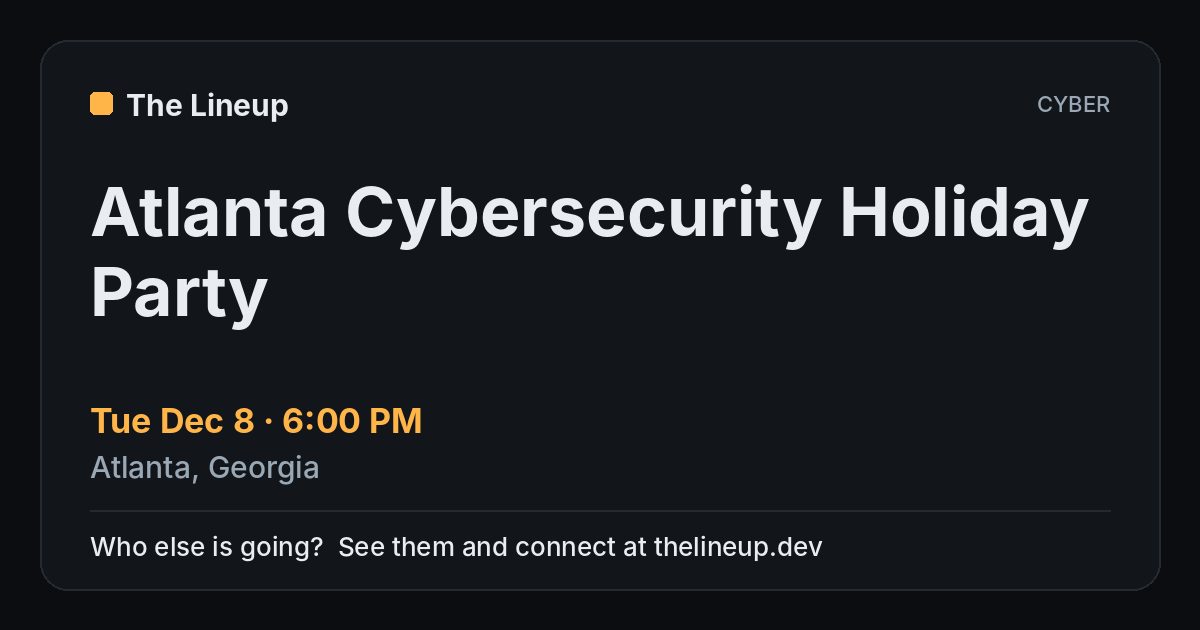 The Lineup
CYBER
Atlanta Cybersecurity Holiday
Party
Tue Dec 8 · 6:00 PM
Atlanta, Georgia
Who else is going?  See them and connect at thelineup.dev